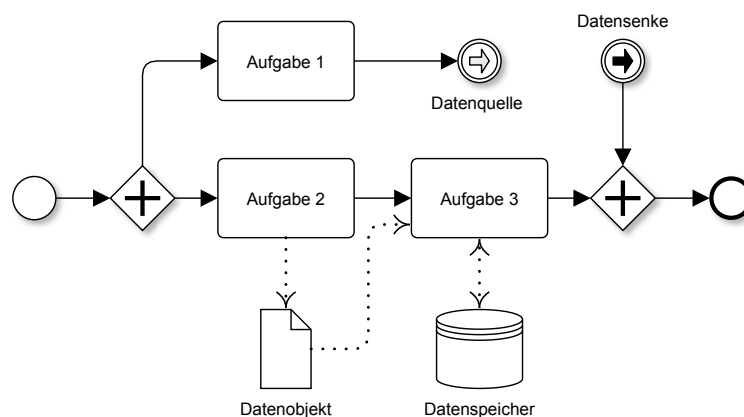 Datensenke
Aufgabe 1
Datenquelle
Aufgabe 2
Aufgabe 3
Datenobjekt
Datenspeicher